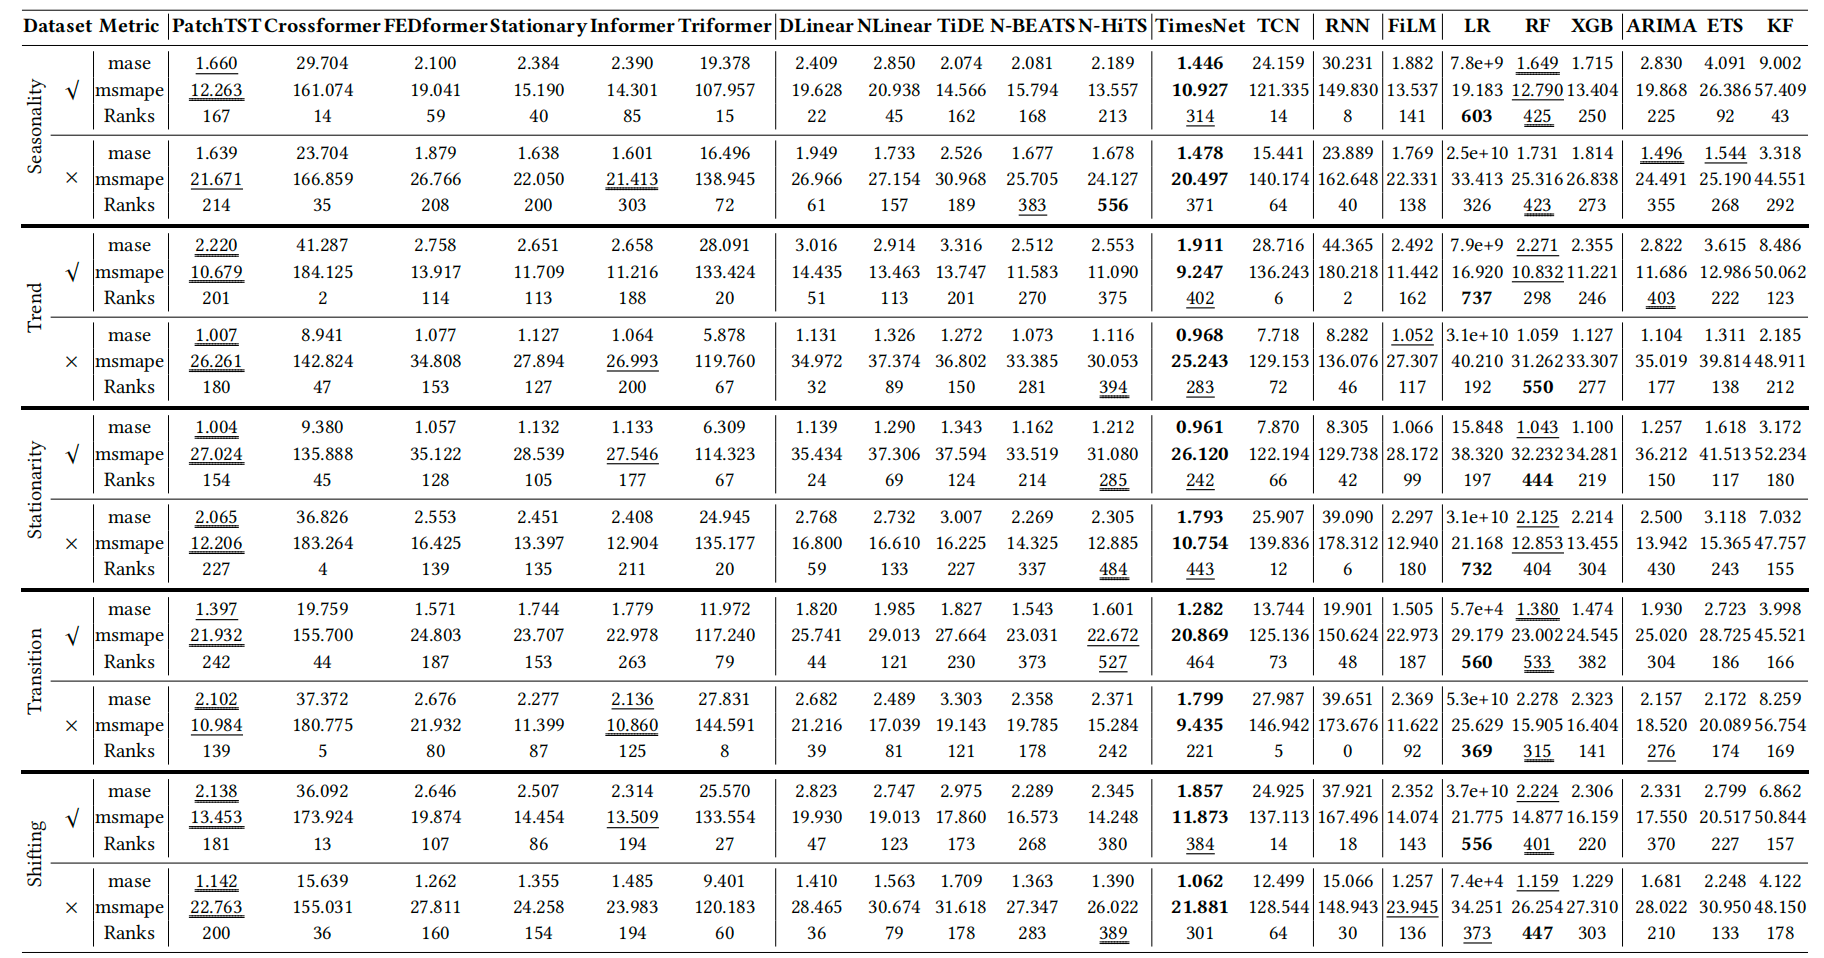 Dataset Metric PatchTST Crossformer FEDformer Stationary Informer Triformer DLinear NLinear TiDE N-BEATS N-HiTS TimesNet TCN RNN FiLM LR RF XGB ARIMA ETS KF
Seasonality
√
mase 1.660 29.704 2.100 2.384 2.390 19.378 2.409 2.850 2.074 2.081 2.189 1.446 24.159 30.231 1.882 7.8e+9 1.649 1.715 2.830 4.091 9.002
msmape 12.263 161.074 19.041 15.190 14.301 107.957 19.628 20.938 14.566 15.794 13.557 10.927 121.335 149.830 13.537 19.183 12.790 13.404 19.868 26.386 57.409
Ranks 167 14 59 40 85 15 22 45 162 168 213 314 14 8 141 603 425 250 225 92 43
×
mase 1.639 23.704 1.879 1.638 1.601 16.496 1.949 1.733 2.526 1.677 1.678 1.478 15.441 23.889 1.769 2.5e+10 1.731 1.814 1.496 1.544 3.318
msmape 21.671 166.859 26.766 22.050 21.413 138.945 26.966 27.154 30.968 25.705 24.127 20.497 140.174 162.648 22.331 33.413 25.316 26.838 24.491 25.190 44.551
Ranks 214 35 208 200 303 72 61 157 189 383 556 371 64 40 138 326 423 273 355 268 292
Trend
√
mase 2.220 41.287 2.758 2.651 2.658 28.091 3.016 2.914 3.316 2.512 2.553 1.911 28.716 44.365 2.492 7.9e+9 2.271 2.355 2.822 3.615 8.486
msmape 10.679 184.125 13.917 11.709 11.216 133.424 14.435 13.463 13.747 11.583 11.090 9.247 136.243 180.218 11.442 16.920 10.832 11.221 11.686 12.986 50.062
Ranks 201 2 114 113 188 20 51 113 201 270 375 402 6 2 162 737 298 246 403 222 123
×
mase 1.007 8.941 1.077 1.127 1.064 5.878 1.131 1.326 1.272 1.073 1.116 0.968 7.718 8.282 1.052 3.1e+10 1.059 1.127 1.104 1.311 2.185
msmape 26.261 142.824 34.808 27.894 26.993 119.760 34.972 37.374 36.802 33.385 30.053 25.243 129.153 136.076 27.307 40.210 31.262 33.307 35.019 39.814 48.911
Ranks 180 47 153 127 200 67 32 89 150 281 394 283 72 46 117 192 550 277 177 138 212
Stationarity
√
mase 1.004 9.380 1.057 1.132 1.133 6.309 1.139 1.290 1.343 1.162 1.212 0.961 7.870 8.305 1.066 15.848 1.043 1.100 1.257 1.618 3.172
msmape 27.024 135.888 35.122 28.539 27.546 114.323 35.434 37.306 37.594 33.519 31.080 26.120 122.194 129.738 28.172 38.320 32.232 34.281 36.212 41.513 52.234
Ranks 154 45 128 105 177 67 24 69 124 214 285 242 66 42 99 197 444 219 150 117 180
×
mase 2.065 36.826 2.553 2.451 2.408 24.945 2.768 2.732 3.007 2.269 2.305 1.793 25.907 39.090 2.297 3.1e+10 2.125 2.214 2.500 3.118 7.032
msmape 12.206 183.264 16.425 13.397 12.904 135.177 16.800 16.610 16.225 14.325 12.885 10.754 139.836 178.312 12.940 21.168 12.853 13.455 13.942 15.365 47.757
Ranks 227 4 139 135 211 20 59 133 227 337 484 443 12 6 180 732 404 304 430 243 155
Transition
√
mase 1.397 19.759 1.571 1.744 1.779 11.972 1.820 1.985 1.827 1.543 1.601 1.282 13.744 19.901 1.505 5.7e+4 1.380 1.474 1.930 2.723 3.998
msmape 21.932 155.700 24.803 23.707 22.978 117.240 25.741 29.013 27.664 23.031 22.672 20.869 125.136 150.624 22.973 29.179 23.002 24.545 25.020 28.725 45.521
Ranks 242 44 187 153 263 79 44 121 230 373 527 464 73 48 187 560 533 382 304 186 166
×
mase 2.102 37.372 2.676 2.277 2.136 27.831 2.682 2.489 3.303 2.358 2.371 1.799 27.987 39.651 2.369 5.3e+10 2.278 2.323 2.157 2.172 8.259
msmape 10.984 180.775 21.932 11.399 10.860 144.591 21.216 17.039 19.143 19.785 15.284 9.435 146.942 173.676 11.622 25.629 15.905 16.404 18.520 20.089 56.754
Ranks 139 5 80 87 125 8 39 81 121 178 242 221 5 0 92 369 315 141 276 174 169
Shifting
√
mase 2.138 36.092 2.646 2.507 2.314 25.570 2.823 2.747 2.975 2.289 2.345 1.857 24.925 37.921 2.352 3.7e+10 2.224 2.306 2.331 2.799 6.862
msmape 13.453 173.924 19.874 14.454 13.509 133.554 19.930 19.013 17.860 16.573 14.248 11.873 137.113 167.496 14.074 21.775 14.877 16.159 17.550 20.517 50.844
Ranks 181 13 107 86 194 27 47 123 173 268 380 384 14 18 143 556 401 220 370 227 157
×
mase 1.142 15.639 1.262 1.355 1.485 9.401 1.410 1.563 1.709 1.363 1.390 1.062 12.499 15.066 1.257 7.4e+4 1.159 1.229 1.681 2.248 4.122
msmape 22.763 155.031 27.811 24.258 23.983 120.183 28.465 30.674 31.618 27.347 26.022 21.881 128.544 148.943 23.945 34.251 26.254 27.310 28.022 30.950 48.150
Ranks 200 36 160 154 194 60 36 79 178 283 389 301 64 30 136 373 447 303 210 133 178